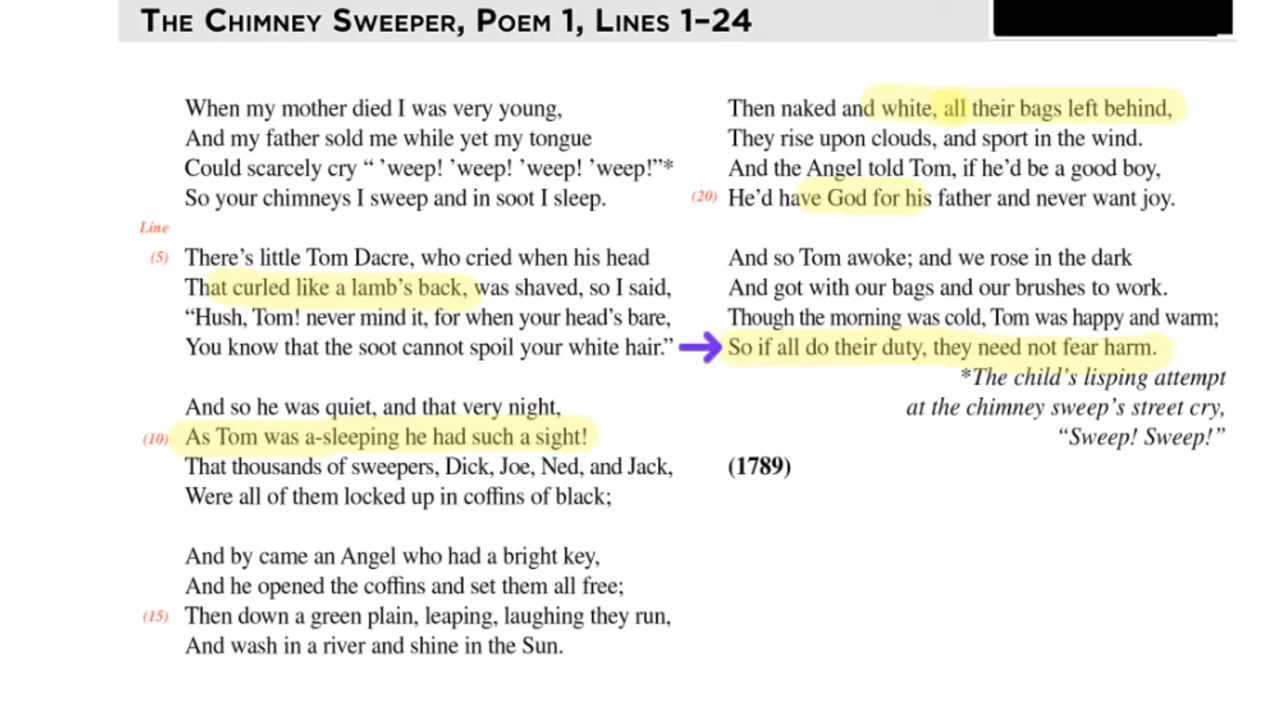 THE CHIMNEY SWEEPER, POEM 1, LINES 1–24
When my mother died I was very young,
And my father sold me while yet my tongue
Could scarcely cry “ ’weep! ’weep! ’weep! ’weep!”*
So your chimneys I sweep and in soot I sleep.
Line
(5) There’s little Tom Dacre, who cried when his head
That curled like a lamb’s back, was shaved, so I said,
“Hush, Tom! never mind it, for when your head’s bare,
You know that the soot cannot spoil your white hair.”
And so he was quiet, and that very night,
(10) As Tom was a-sleeping he had such a sight!
That thousands of sweepers, Dick, Joe, Ned, and Jack,
Were all of them locked up in coffins of black;
And by came an Angel who had a bright key,
And he opened the coffins and set them all free;
(15) Then down a green plain, leaping, laughing they run,
And wash in a river and shine in the Sun.
Then naked and white, all their bags left behind,
They rise upon clouds, and sport in the wind.
And the Angel told Tom, if he’d be a good boy,
(20) He’d have God for his father and never want joy.
And so Tom awoke; and we rose in the dark
And got with our bags and our brushes to work.
Though the morning was cold, Tom was happy and warm;
So if all do their duty, they need not fear harm.
*The child’s lisping attempt
at the chimney sweep’s street cry,
“Sweep! Sweep!”
(1789)